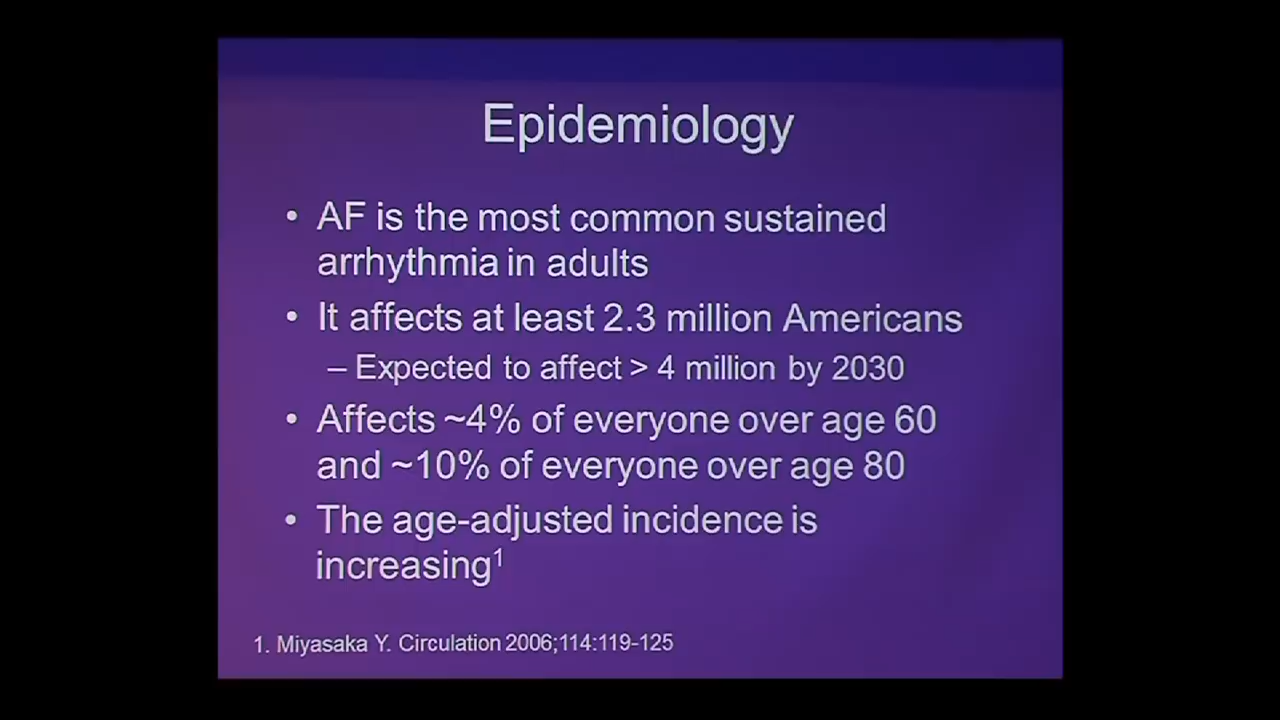 Epidemiology
• AF is the most common sustained
arrhythmia in adults
• It affects at least 2.3 million Americans
– Expected to affect > 4 million by 2030
• Affects ~4% of everyone over age 60
and ~10% of everyone over age 80
• The age-adjusted incidence is
increasing¹
1. Miyasaka Y. Circulation 2006;114:119-125